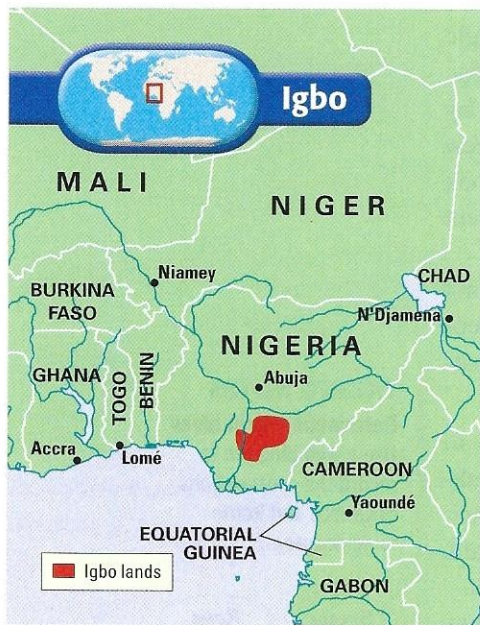 Igbo
MALI
NIGER
Niamey
CHAD
BURKINA
FASO
N'Djamena
NIGERIA
Abuja
GHANA
TOGO
BENIN
Accra
Lomé
CAMEROON
Yaoundé
EQUATORIAL
GUINEA
Igbo lands
GABON